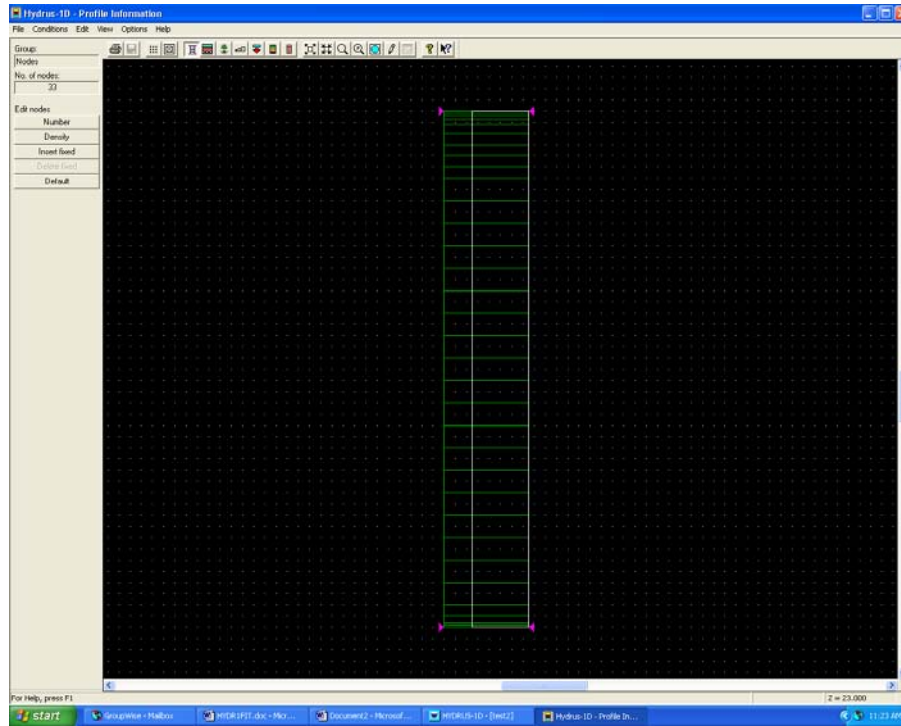 Hydrus-1D - Profile Information
File Conditions Edit View Options Help
Group:
Nodes
No. of nodes:
33
Edit nodes
Number
Density
Insert fixed
Delete fixed
Default
For Help, press F1
Z = 23.000
start
GroupWise - Mailbox
HYDR1FIT.doc - Micr...
Document2 - Microsof...
HYDRUS-1D - [test2]
Hydrus-1D - Profile In...
11:23 AM